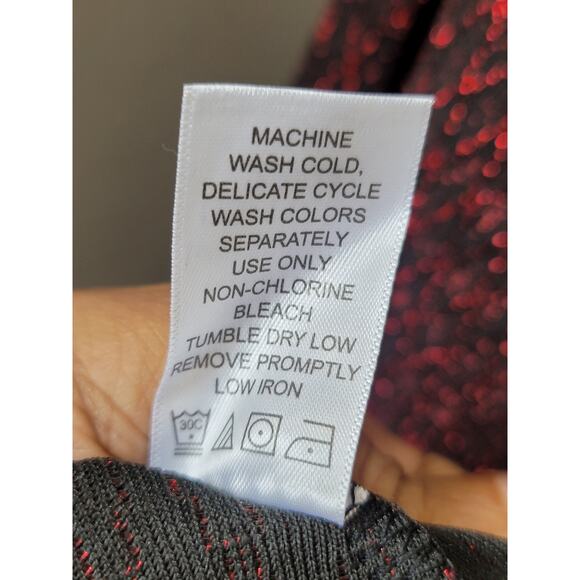 MACHINE
WASH COLD,
DELICATE CYCLE
WASH COLORS
SEPARATELY
USE ONLY
NON-CHLORINE
BLEACH
TUMBLE DRY LOW
REMOVE PROMPTLY
LOW IRON
30C